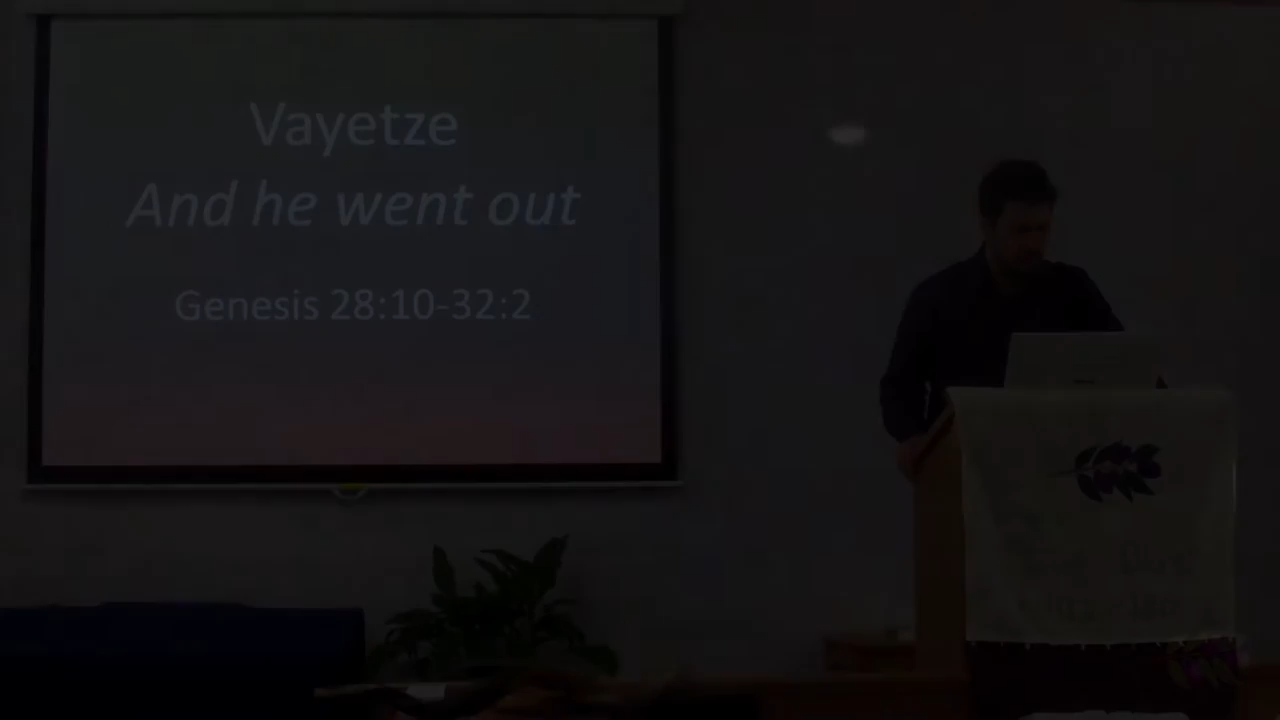 Vayetze
And he went out
Genesis 28:10-32:2